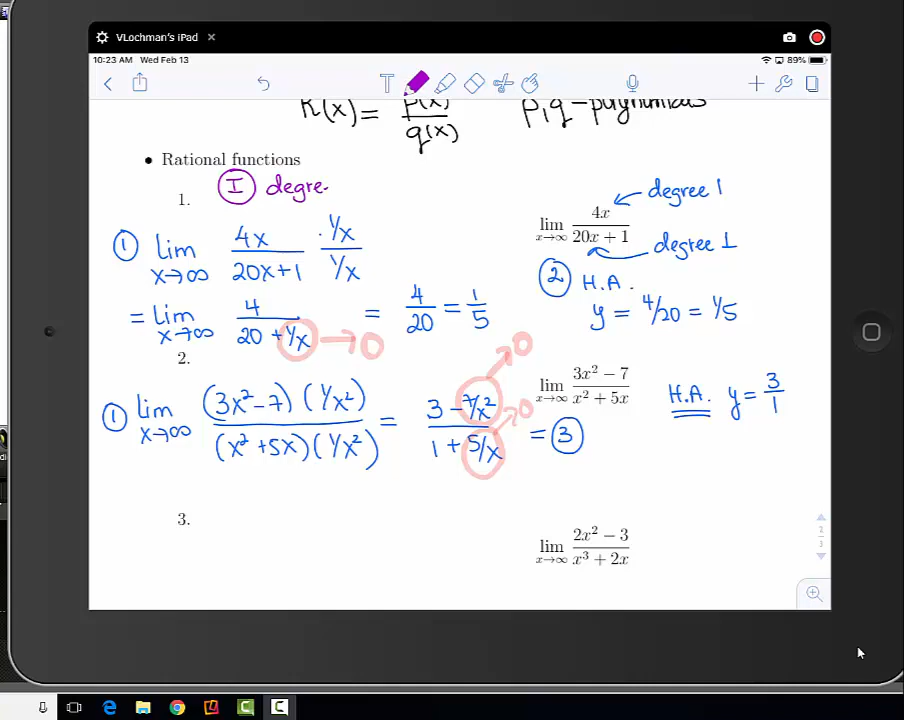 VLochman's iPad ×
10:23 AM Wed Feb 13
89%
T
R(x) = p(x)/q(x) p,q - polynomials
• Rational functions
1. Ⓘ degre
lim x→∞ 4x/(20x + 1)
degree 1
degree 1
① lim x→∞ 4x/(20x+1) · (1/x)/(1/x)
= lim x→∞ 4/(20 + 1/x) → 0 = 4/20 = 1/5
② H.A.
y = 4/20 = 1/5
2.
lim x→∞ (3x² − 7)/(x² + 5x)
H.A. y = 3/1
① lim x→∞ (3x² − 7)(1/x²)/(x² + 5x)(1/x²) = (3 − 7/x²)/(1 + 5/x) = ③
→ 0
→ 0
3.
lim x→∞ (2x² − 3)/(x³ + 2x)
2
3